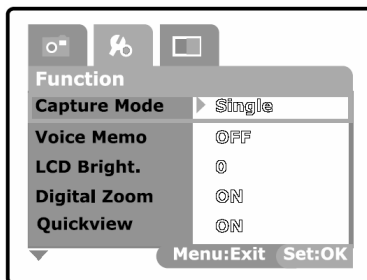 Function
Capture Mode Single
Voice Memo OFF
LCD Bright. 0
Digital Zoom ON
Quickview ON
Menu:Exit Set:OK